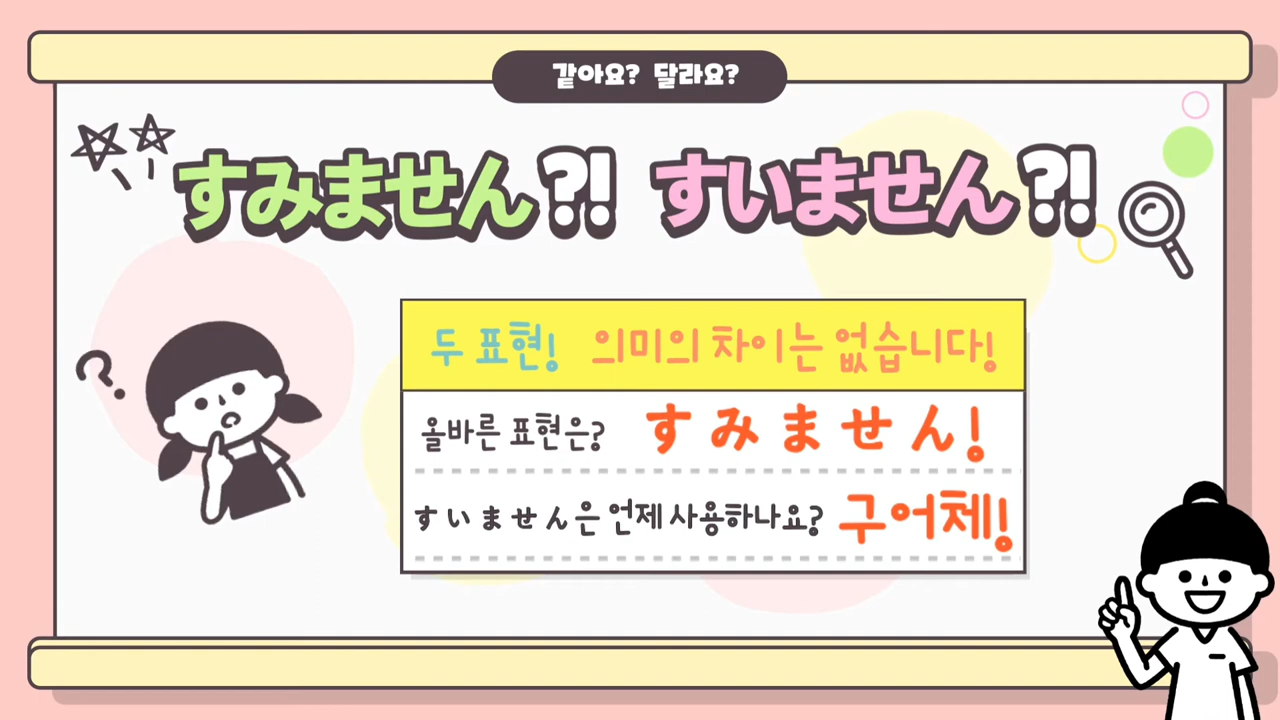 같아요? 달라요?
すみません?! すいません?!
두 표현! 의미의 차이는 없습니다!
올바른 표현은? すみません!
すいません은 언제 사용하나요? 구어체!